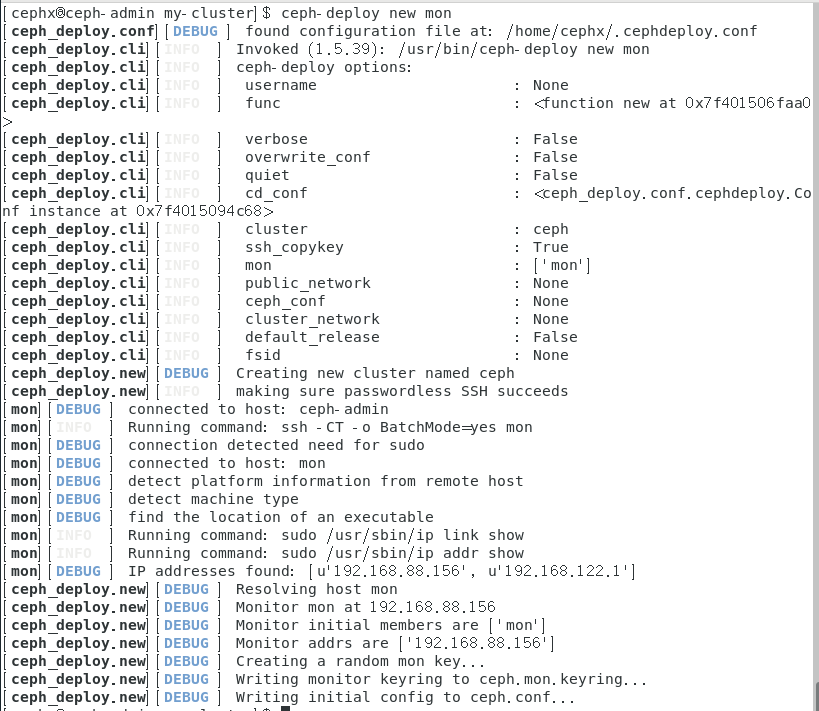 [cephx@ceph-admin my-cluster]$ ceph-deploy new mon
[ceph_deploy.conf][DEBUG ] found configuration file at: /home/cephx/.cephdeploy.conf
[ceph_deploy.cli][INFO  ] Invoked (1.5.39): /usr/bin/ceph-deploy new mon
[ceph_deploy.cli][INFO  ] ceph-deploy options:
[ceph_deploy.cli][INFO  ]  username                      : None
[ceph_deploy.cli][INFO  ]  func                          : <function new at 0x7f401506faa0
>
[ceph_deploy.cli][INFO  ]  verbose                       : False
[ceph_deploy.cli][INFO  ]  overwrite_conf                : False
[ceph_deploy.cli][INFO  ]  quiet                         : False
[ceph_deploy.cli][INFO  ]  cd_conf                       : <ceph_deploy.conf.cephdeploy.Co
nf instance at 0x7f4015094c68>
[ceph_deploy.cli][INFO  ]  cluster                       : ceph
[ceph_deploy.cli][INFO  ]  ssh_copykey                   : True
[ceph_deploy.cli][INFO  ]  mon                           : ['mon']
[ceph_deploy.cli][INFO  ]  public_network                : None
[ceph_deploy.cli][INFO  ]  ceph_conf                     : None
[ceph_deploy.cli][INFO  ]  cluster_network               : None
[ceph_deploy.cli][INFO  ]  default_release               : False
[ceph_deploy.cli][INFO  ]  fsid                          : None
[ceph_deploy.new][DEBUG ] Creating new cluster named ceph
[ceph_deploy.new][INFO  ] making sure passwordless SSH succeeds
[mon][DEBUG ] connected to host: ceph-admin
[mon][INFO  ] Running command: ssh -CT -o BatchMode=yes mon
[mon][DEBUG ] connection detected need for sudo
[mon][DEBUG ] connected to host: mon
[mon][DEBUG ] detect platform information from remote host
[mon][DEBUG ] detect machine type
[mon][DEBUG ] find the location of an executable
[mon][INFO  ] Running command: sudo /usr/sbin/ip link show
[mon][INFO  ] Running command: sudo /usr/sbin/ip addr show
[mon][DEBUG ] IP addresses found: [u'192.168.88.156', u'192.168.122.1']
[ceph_deploy.new][DEBUG ] Resolving host mon
[ceph_deploy.new][DEBUG ] Monitor mon at 192.168.88.156
[ceph_deploy.new][DEBUG ] Monitor initial members are ['mon']
[ceph_deploy.new][DEBUG ] Monitor addrs are ['192.168.88.156']
[ceph_deploy.new][DEBUG ] Creating a random mon key...
[ceph_deploy.new][DEBUG ] Writing monitor keyring to ceph.mon.keyring...
[ceph_deploy.new][DEBUG ] Writing initial config to ceph.conf...